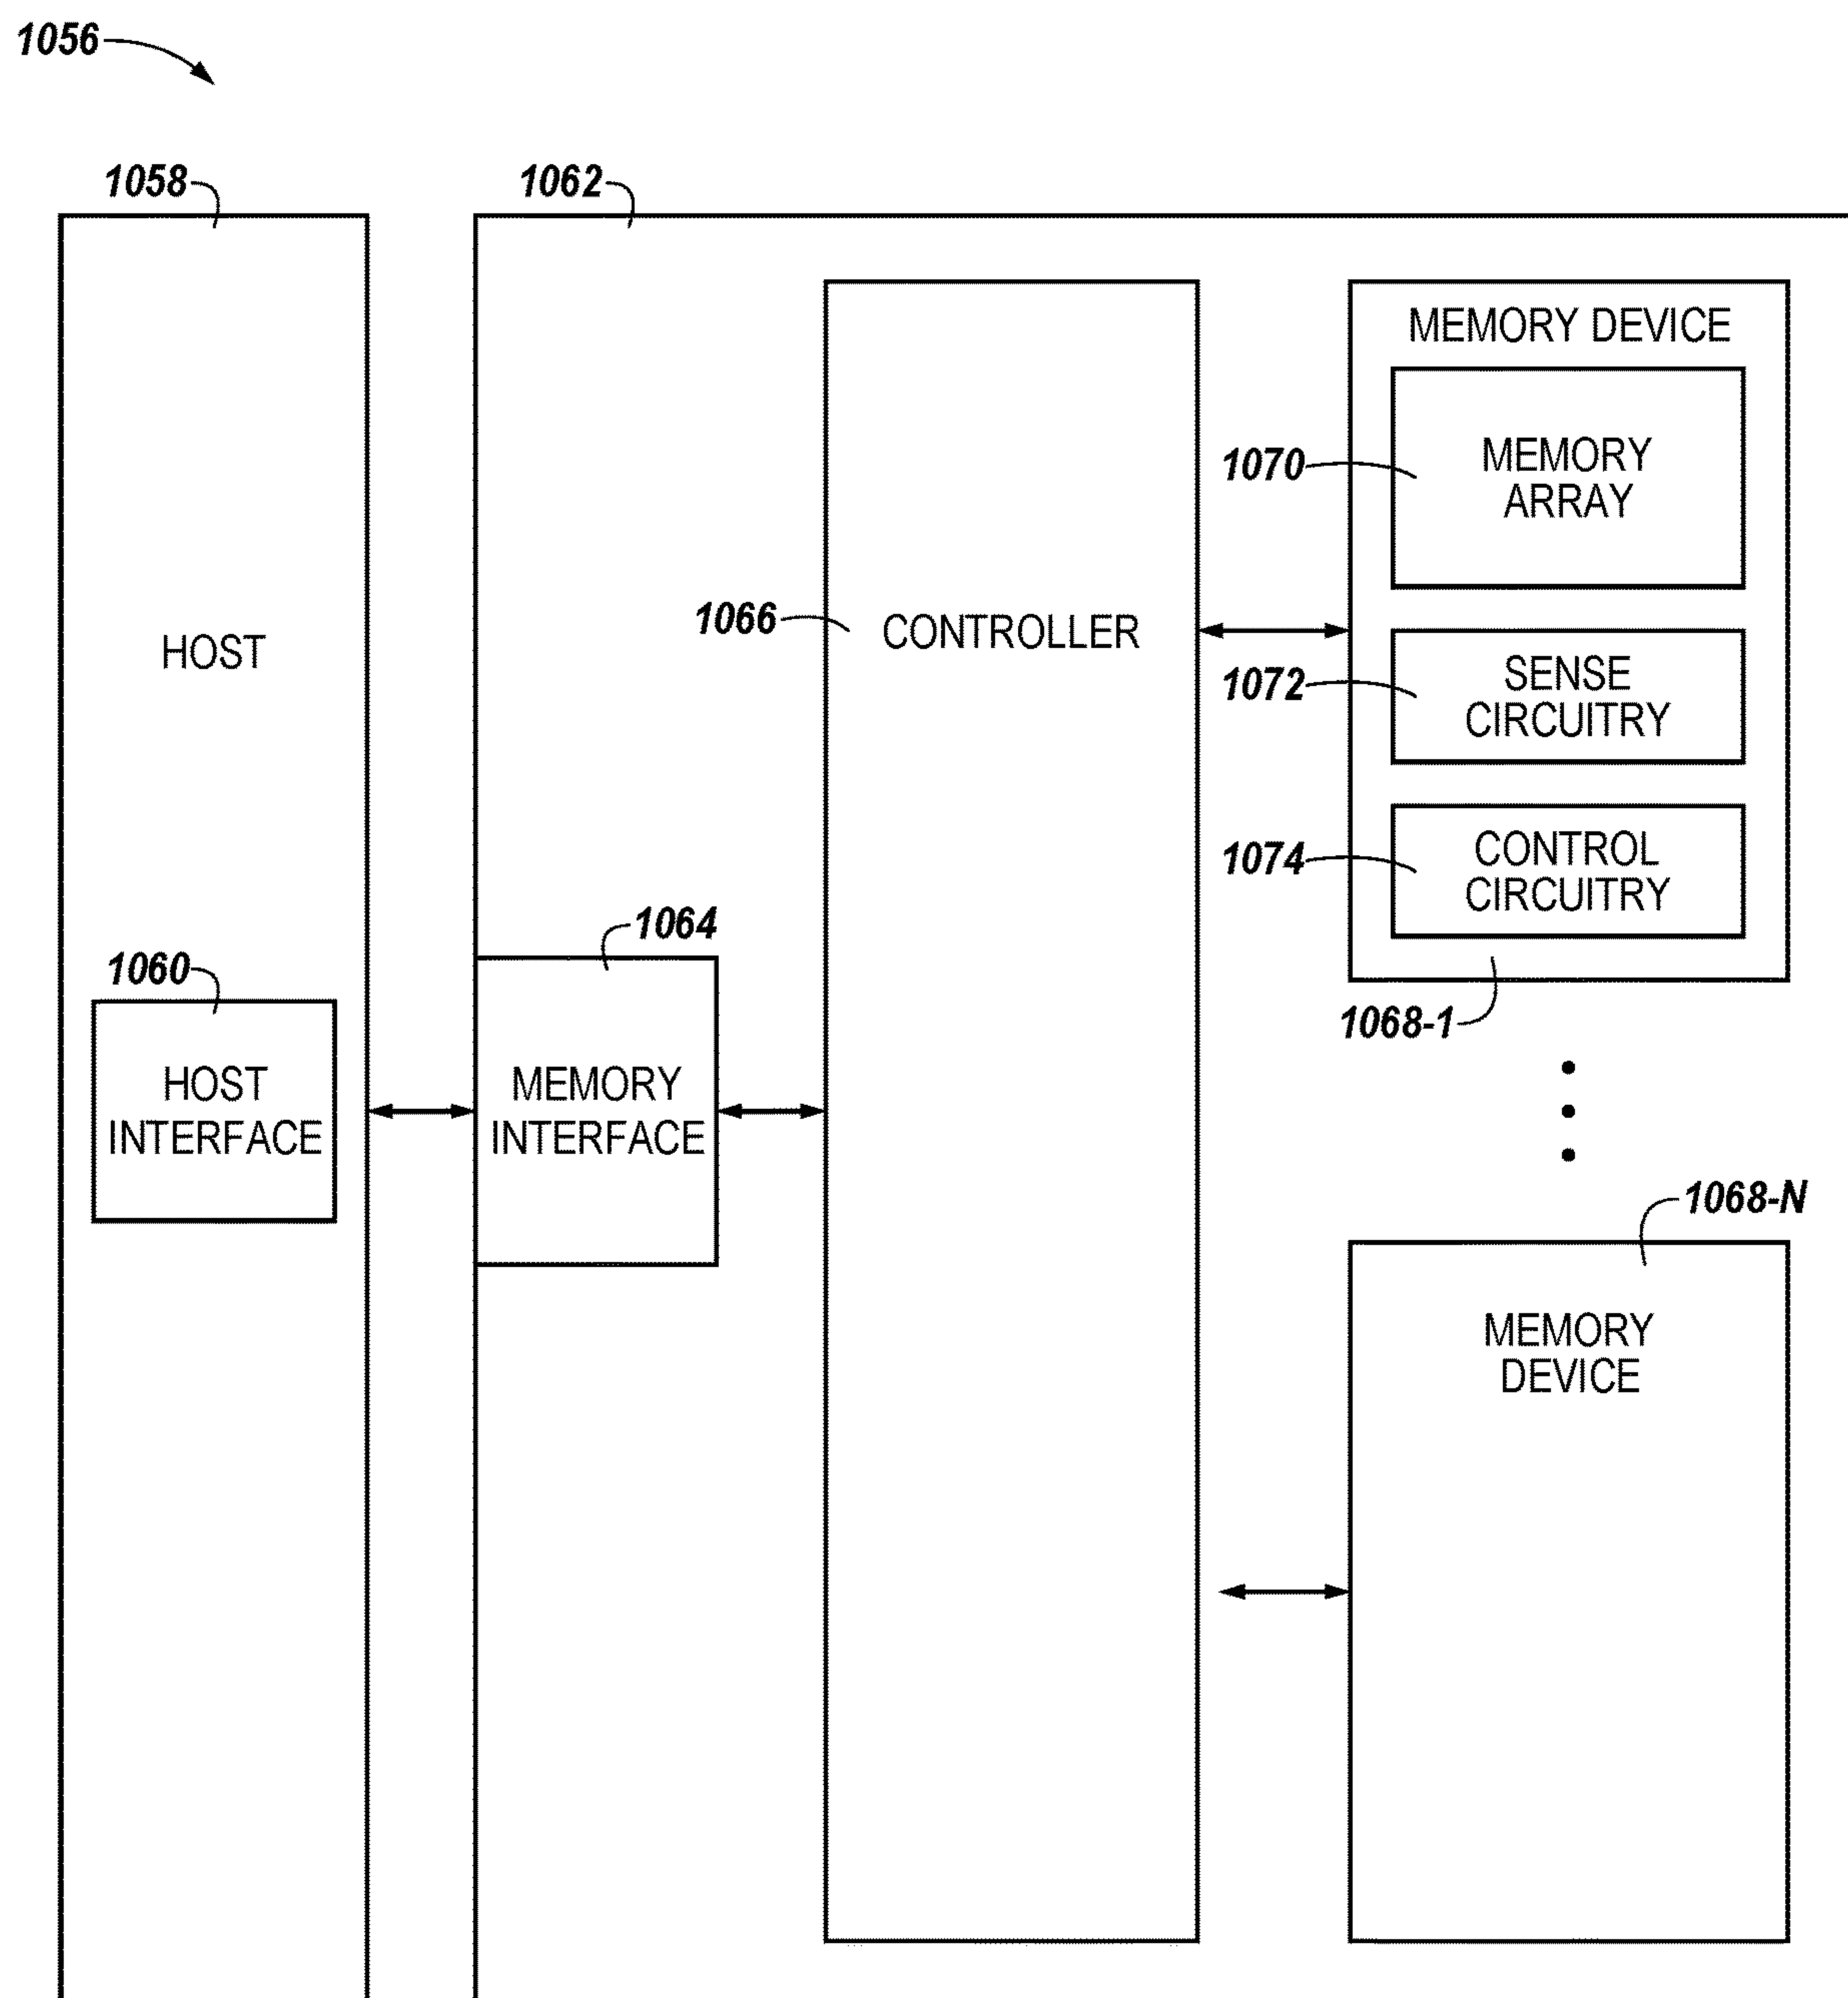 1056
1058
1062
MEMORY DEVICE
MEMORY
ARRAY
1070
1066
CONTROLLER
HOST
SENSE
CIRCUITRY
1072
CONTROL
CIRCUITRY
1074
1064
1060
HOST
INTERFACE
MEMORY
INTERFACE
1068-1
1068-N
MEMORY
DEVICE